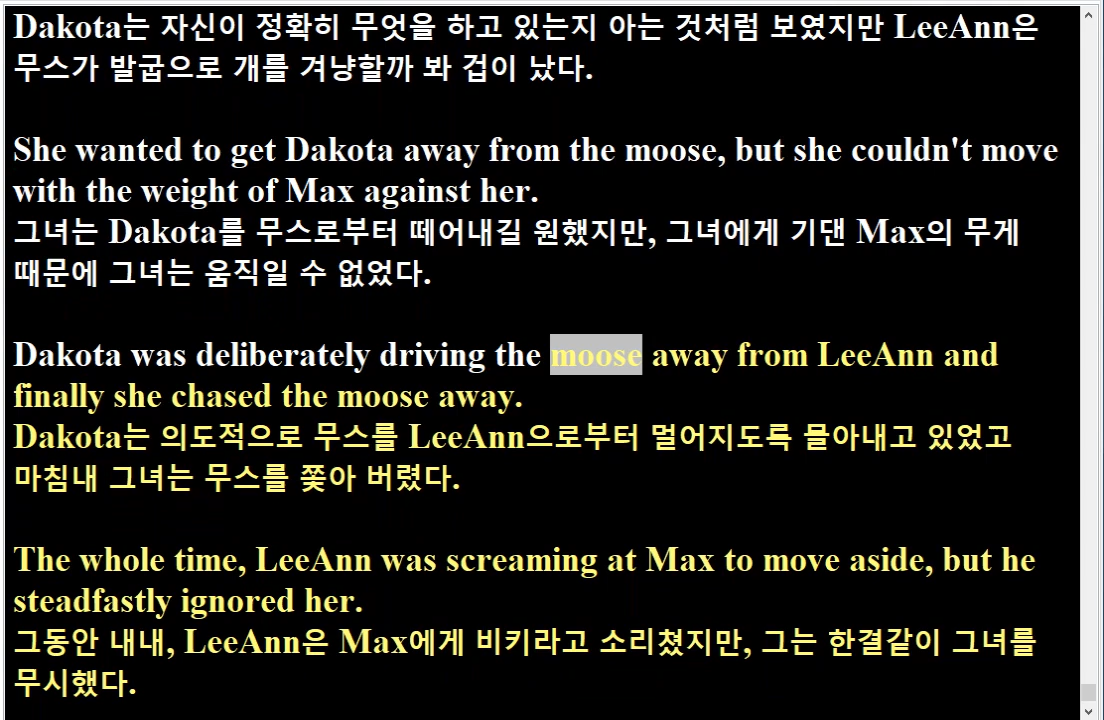 Dakota는 자신이 정확히 무엇을 하고 있는지 아는 것처럼 보였지만 LeeAnn은
무스가 발굽으로 개를 겨냥할까 봐 겁이 났다.
She wanted to get Dakota away from the moose, but she couldn't move
with the weight of Max against her.
그녀는 Dakota를 무스로부터 떼어내길 원했지만, 그녀에게 기댄 Max의 무게
때문에 그녀는 움직일 수 없었다.
Dakota was deliberately driving the moose away from LeeAnn and
finally she chased the moose away.
Dakota는 의도적으로 무스를 LeeAnn으로부터 멀어지도록 몰아내고 있었고
마침내 그녀는 무스를 쫓아 버렸다.
The whole time, LeeAnn was screaming at Max to move aside, but he
steadfastly ignored her.
그동안 내내, LeeAnn은 Max에게 비키라고 소리쳤지만, 그는 한결같이 그녀를
무시했다.